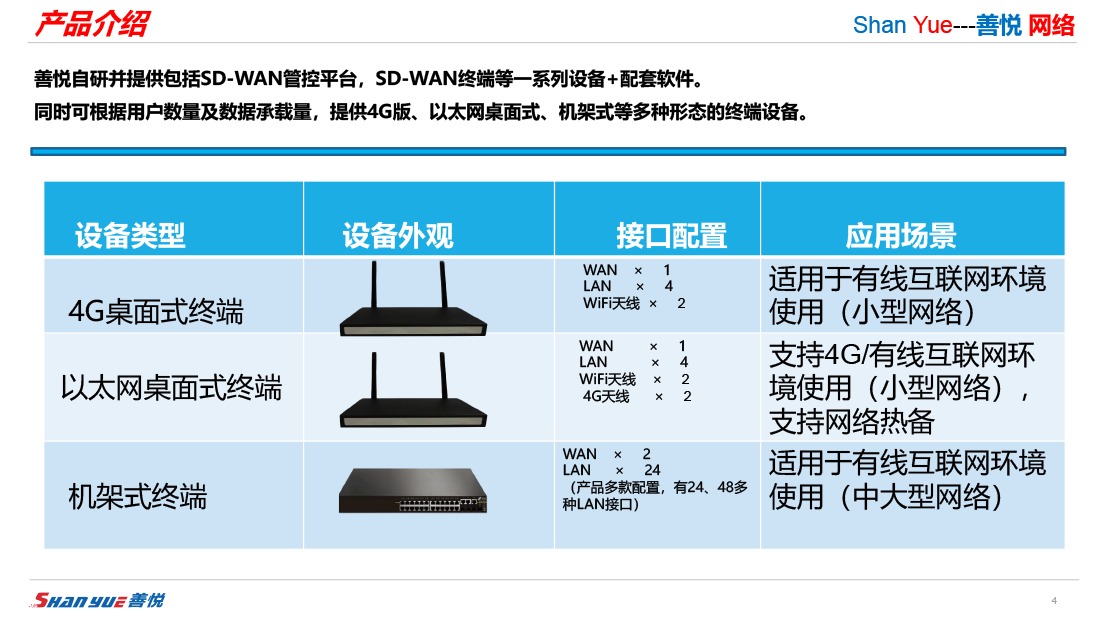 产品介绍
Shan Yue---善悦 网络
善悦自研并提供包括SD-WAN管控平台，SD-WAN终端等一系列设备+配套软件。
同时可根据用户数量及数据承载量，提供4G版、以太网桌面式、机架式等多种形态的终端设备。
设备类型 设备外观 接口配置 应用场景
4G桌面式终端
WAN × 1
LAN × 4
WiFi天线 × 2
适用于有线互联网环境
使用（小型网络）
以太网桌面式终端
WAN × 1
LAN × 4
WiFi天线 × 2
4G天线 × 2
支持4G/有线互联网环
境使用（小型网络），
支持网络热备
机架式终端
WAN × 2
LAN × 24
（产品多款配置，有24、48多
种LAN接口）
适用于有线互联网环境
使用（中大型网络）
SHANYUE善悦
4